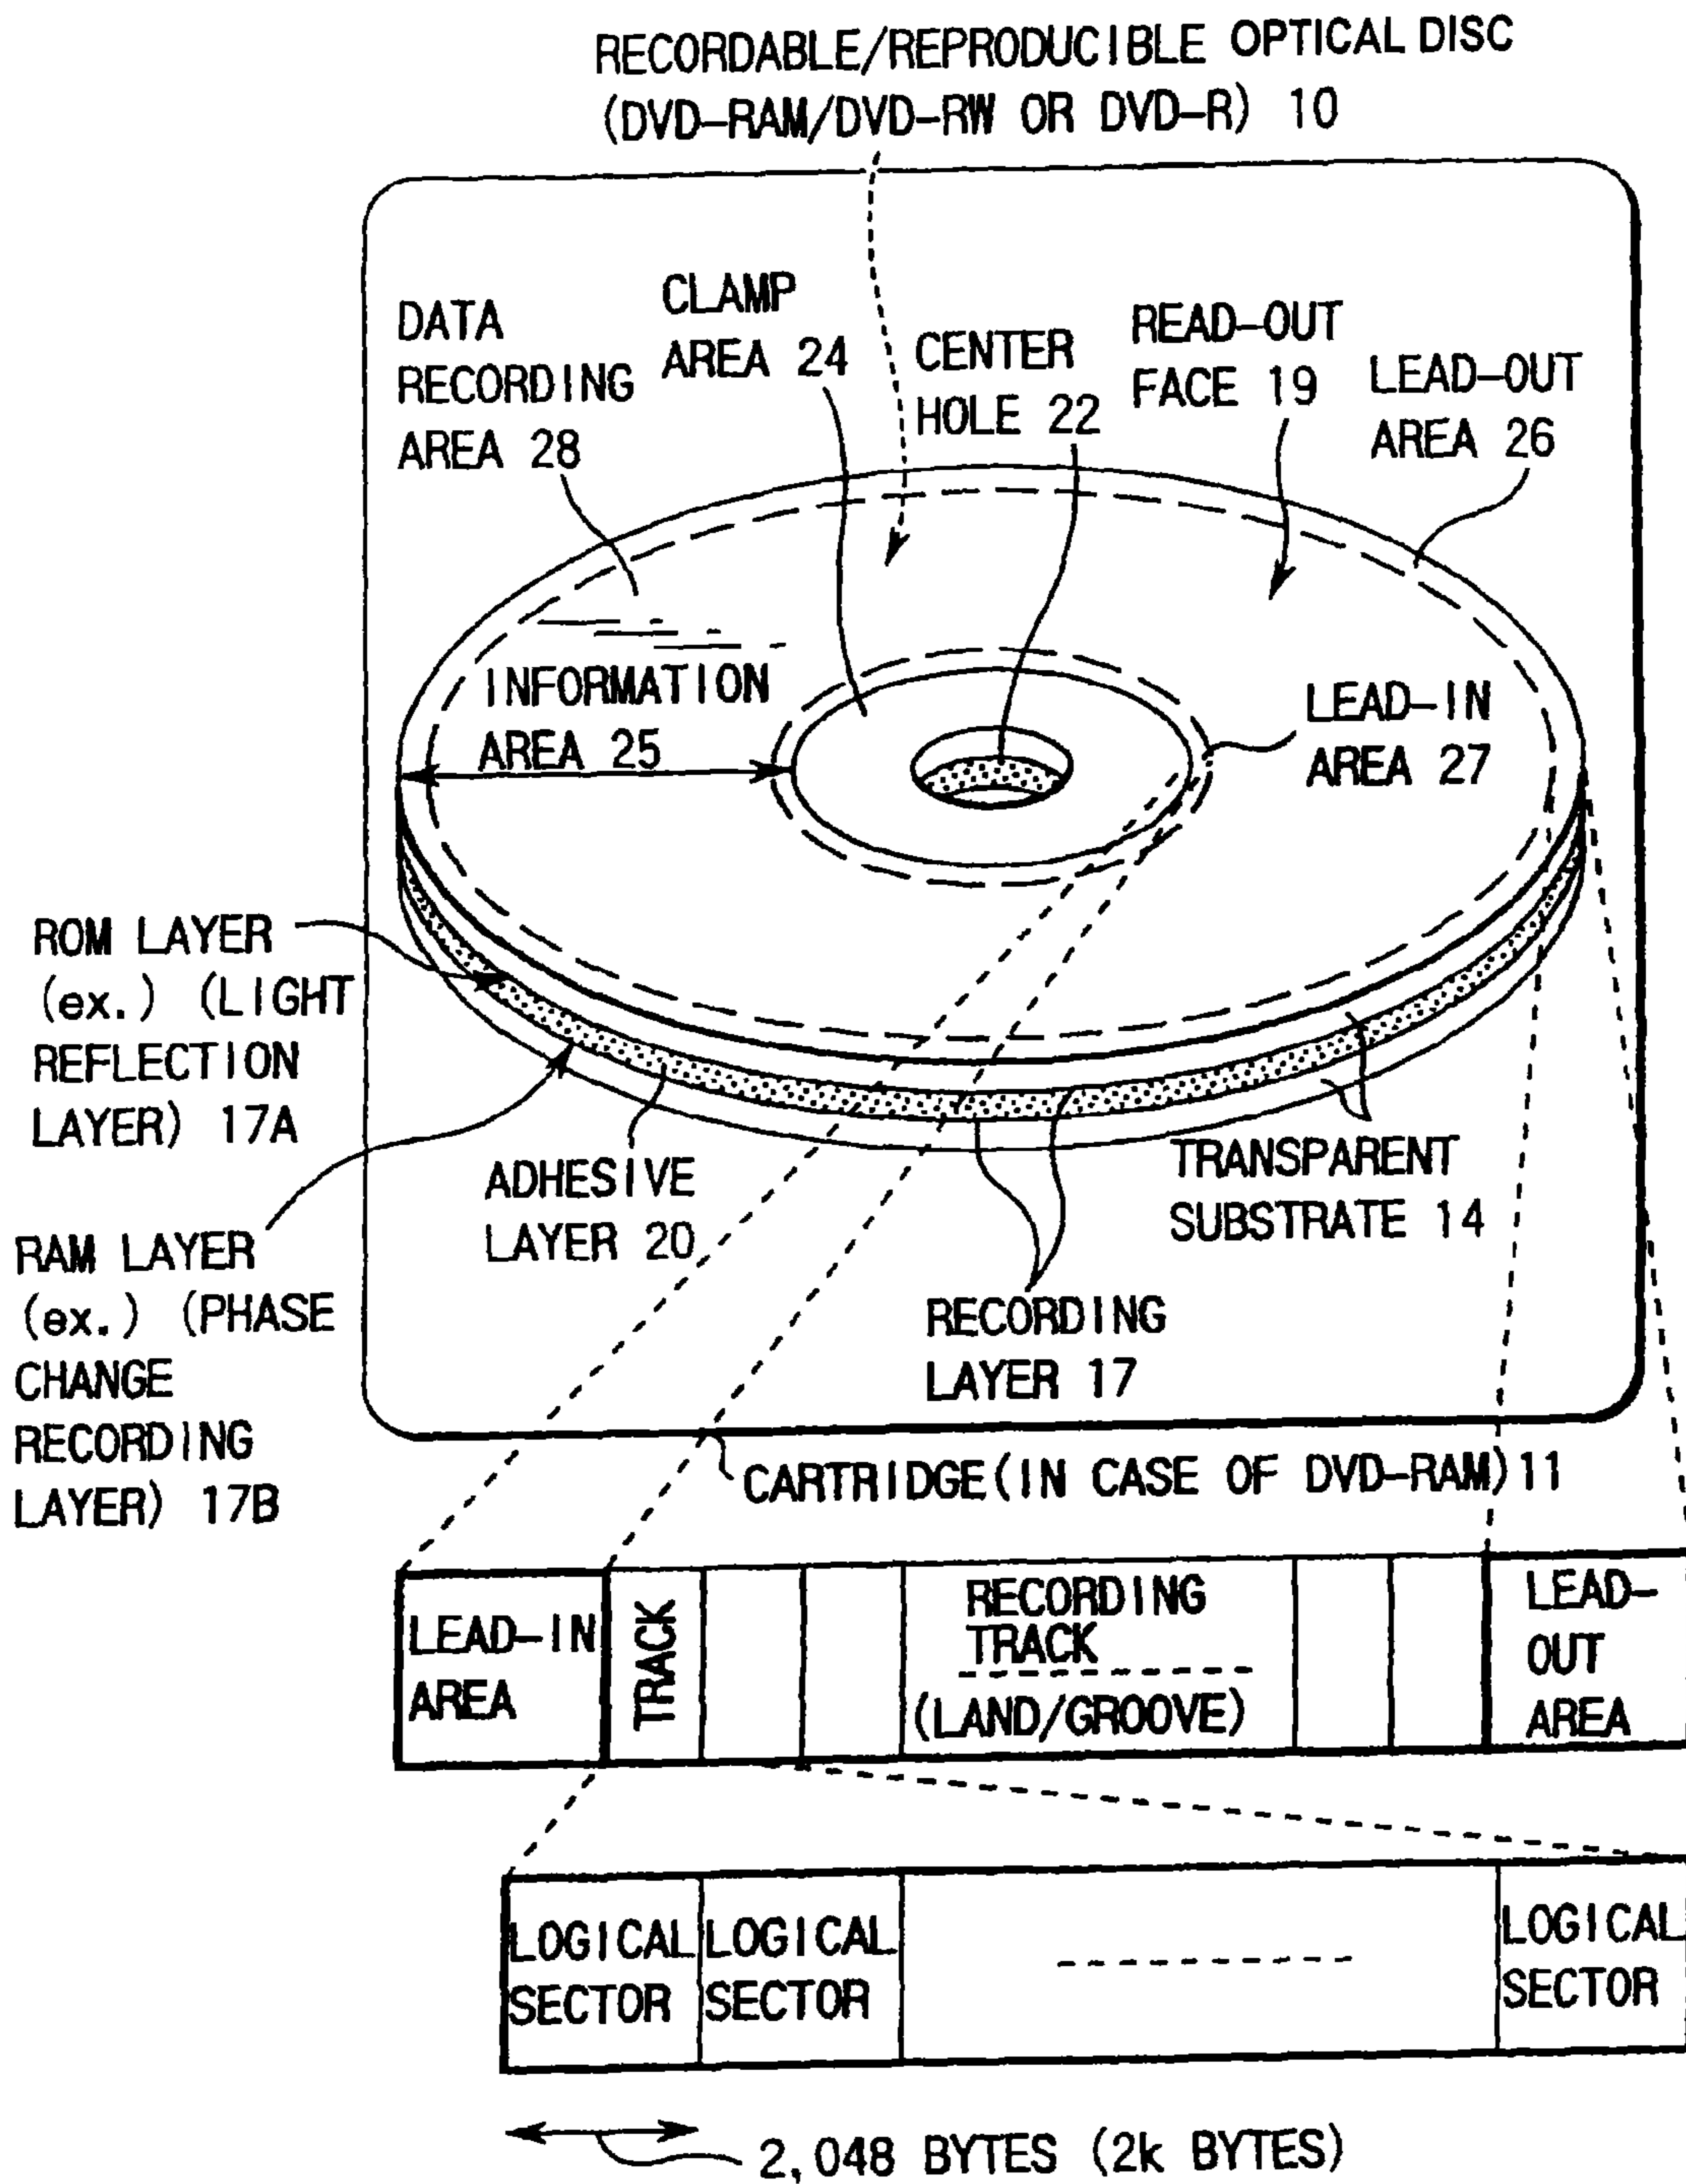 RECORDABLE/REPRODUCIBLE OPTICAL DISC
(DVD-RAM/DVD-RW OR DVD-R) 10
DATA
RECORDING
AREA 28
CLAMP
AREA 24
CENTER
HOLE 22
READ-OUT
FACE 19
LEAD-OUT
AREA 26
INFORMATION
AREA 25
LEAD-IN
AREA 27
ROM LAYER
(ex.) (LIGHT
REFLECTION
LAYER) 17A
RAM LAYER
(ex.) (PHASE
CHANGE
RECORDING
LAYER) 17B
ADHESIVE
LAYER 20
TRANSPARENT
SUBSTRATE 14
RECORDING
LAYER 17
CARTRIDGE(IN CASE OF DVD-RAM)11
LEAD-IN
AREA
TRACK
RECORDING
TRACK
(LAND/GROOVE)
LEAD-
OUT
AREA
LOGICAL
SECTOR
LOGICAL
SECTOR
LOGICAL
SECTOR
2,048 BYTES (2k BYTES)